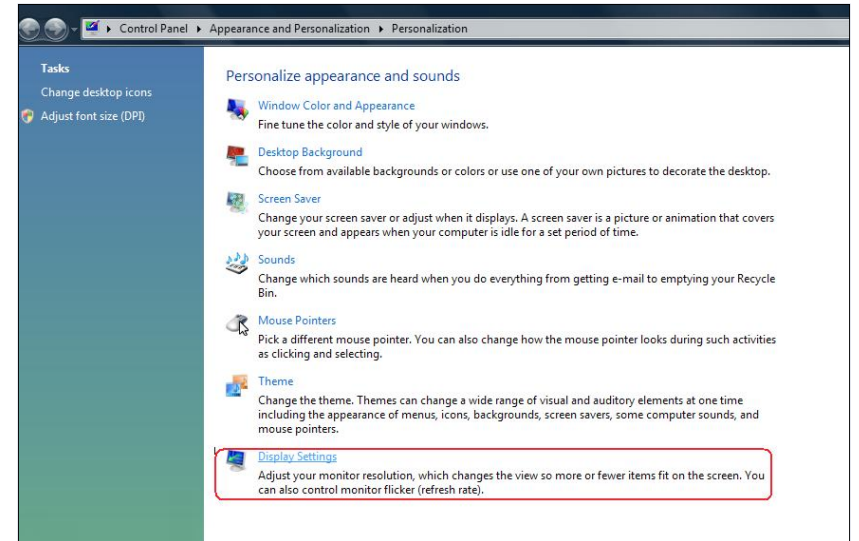 Control Panel ▸ Appearance and Personalization ▸ Personalization
Tasks
Change desktop icons
Adjust font size (DPI)
Personalize appearance and sounds
Window Color and Appearance
Fine tune the color and style of your windows.
Desktop Background
Choose from available backgrounds or colors or use one of your own pictures to decorate the desktop.
Screen Saver
Change your screen saver or adjust when it displays. A screen saver is a picture or animation that covers
your screen and appears when your computer is idle for a set period of time.
Sounds
Change which sounds are heard when you do everything from getting e-mail to emptying your Recycle
Bin.
Mouse Pointers
Pick a different mouse pointer. You can also change how the mouse pointer looks during such activities
as clicking and selecting.
Theme
Change the theme. Themes can change a wide range of visual and auditory elements at one time
including the appearance of menus, icons, backgrounds, screen savers, some computer sounds, and
mouse pointers.
Display Settings
Adjust your monitor resolution, which changes the view so more or fewer items fit on the screen. You
can also control monitor flicker (refresh rate).